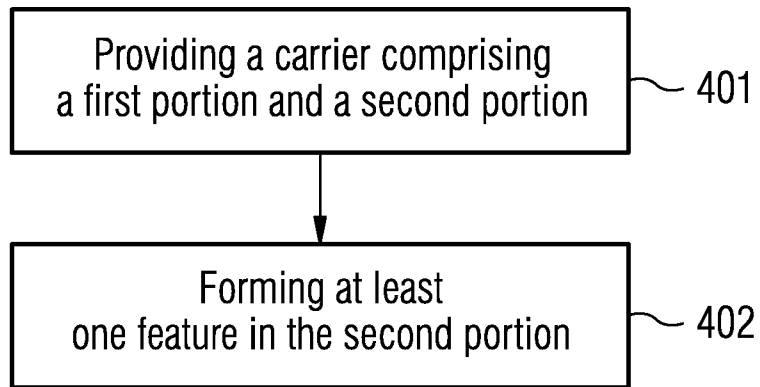 Providing a carrier comprising
a first portion and a second portion
401
Forming at least
one feature in the second portion
402